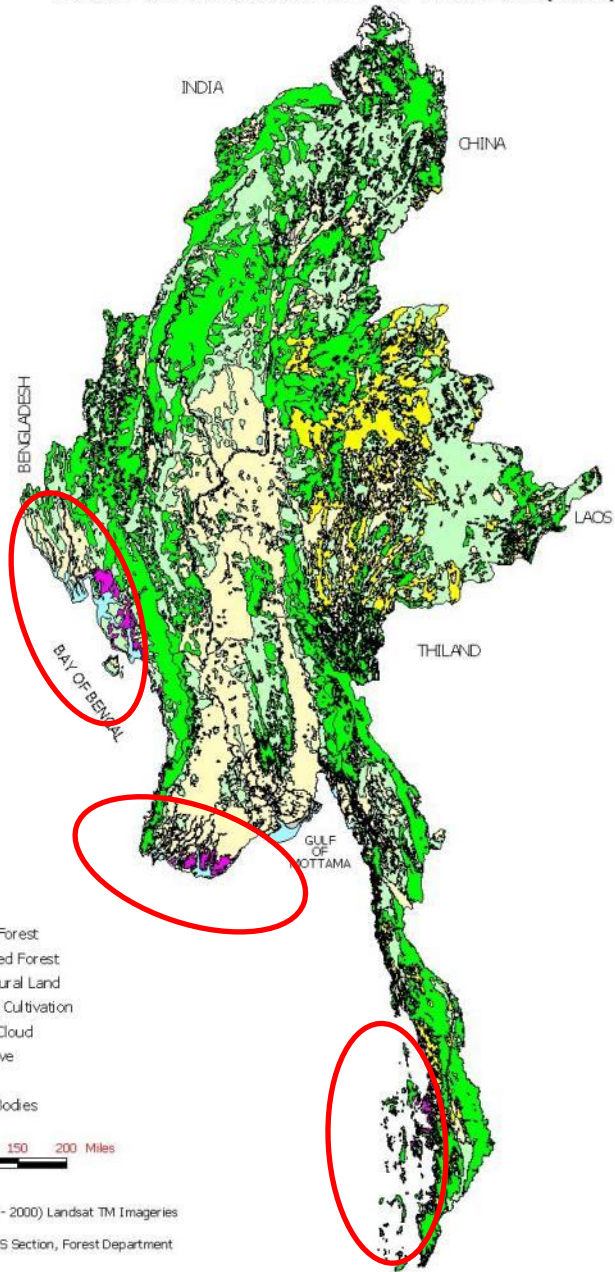 INDIA
CHINA
BENGLADESH
LAOS
THILAND
BAY OF BENGAL
GULF
OF
MOTTAMA
Forest
ed Forest
ural Land
Cultivation
Cloud
ve
Bodies
150 200 Miles
- 2000) Landsat TM Imageries
S Section, Forest Department